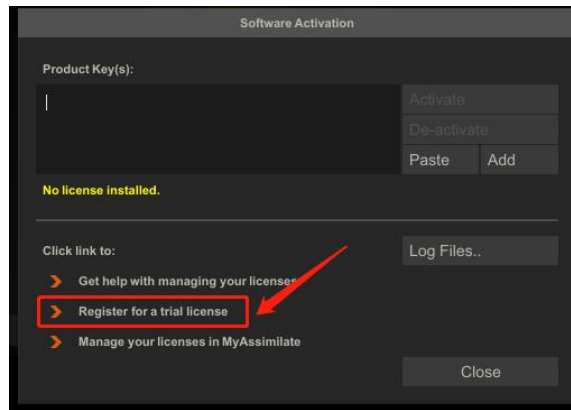 Software Activation
Product Key(s):
Activate
De-activate
Paste Add
No license installed.
Click link to:
Log Files..
Get help with managing your licenses
Register for a trial license
Manage your licenses in MyAssimilate
Close